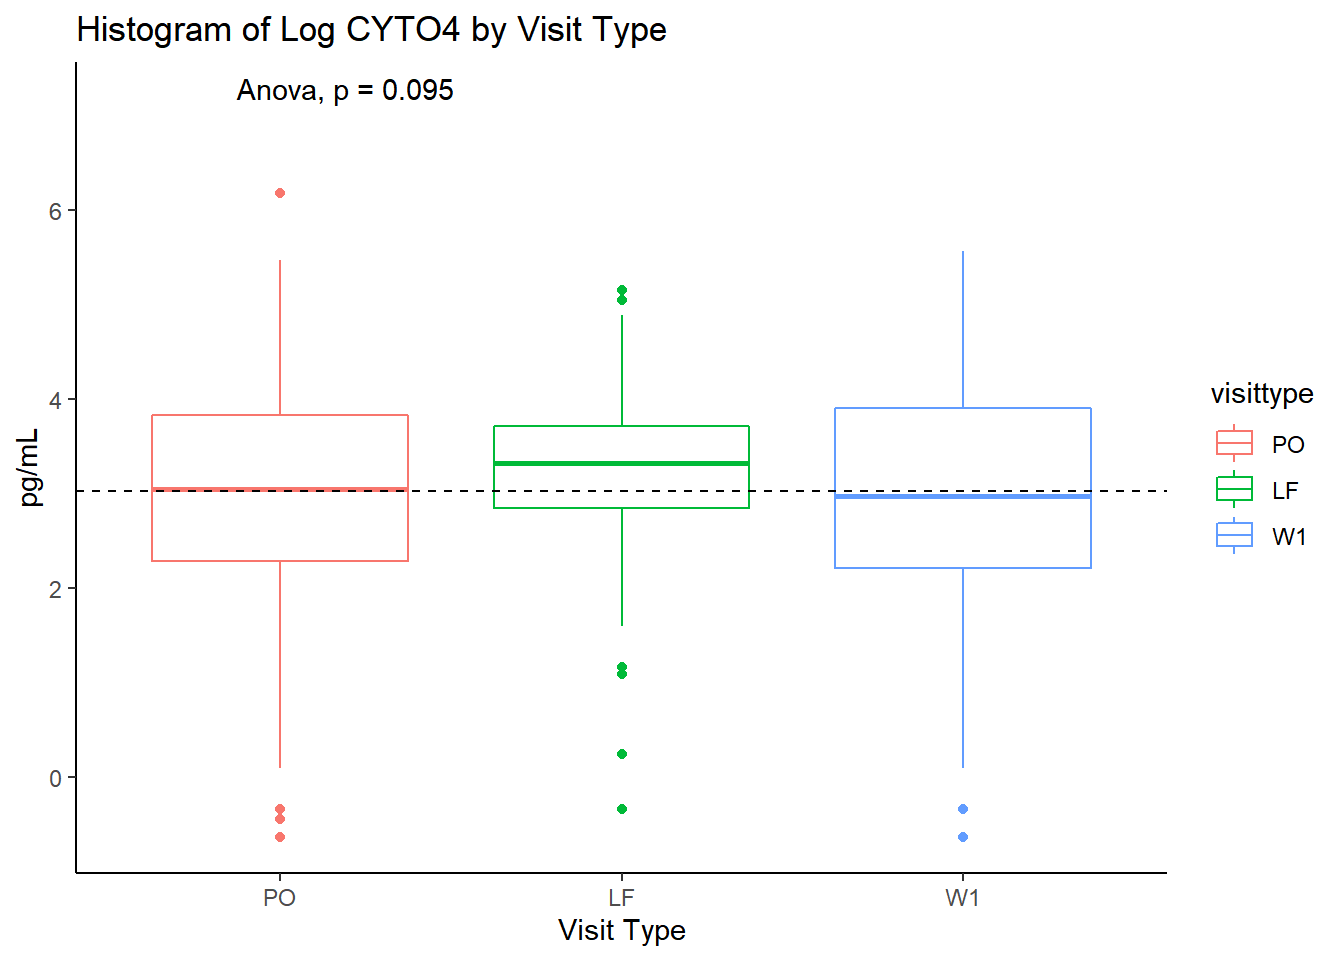 Histogram of Log CYTO4 by Visit Type
Anova, p = 0.095
6
4
2
0
pg/mL
PO
LF
W1
Visit Type
visittype
PO
LF
W1